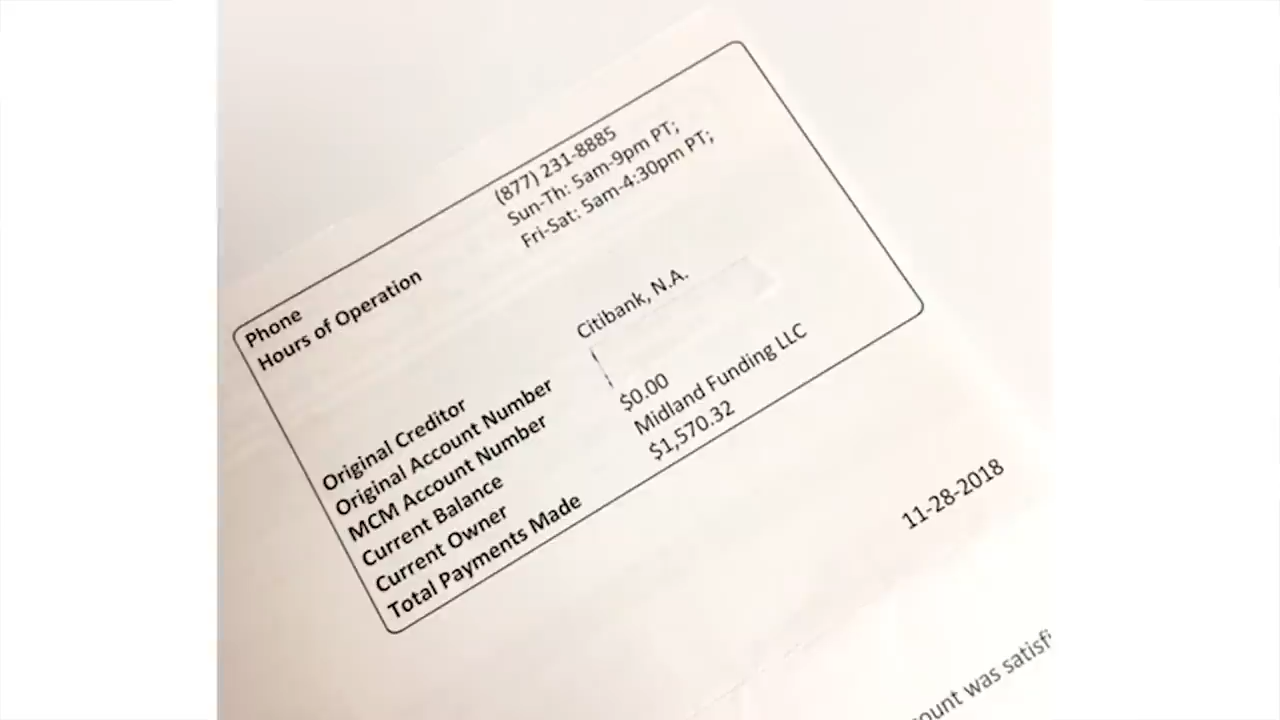 Phone (877) 231-8885
Hours of Operation Sun-Th: 5am-9pm PT;
Fri-Sat: 5am-4:30pm PT;
Original Creditor Citibank, N.A.
Original Account Number
MCM Account Number
Current Balance $0.00
Current Owner Midland Funding LLC
Total Payments Made $1,570.32
11-28-2018
ount was satisfi